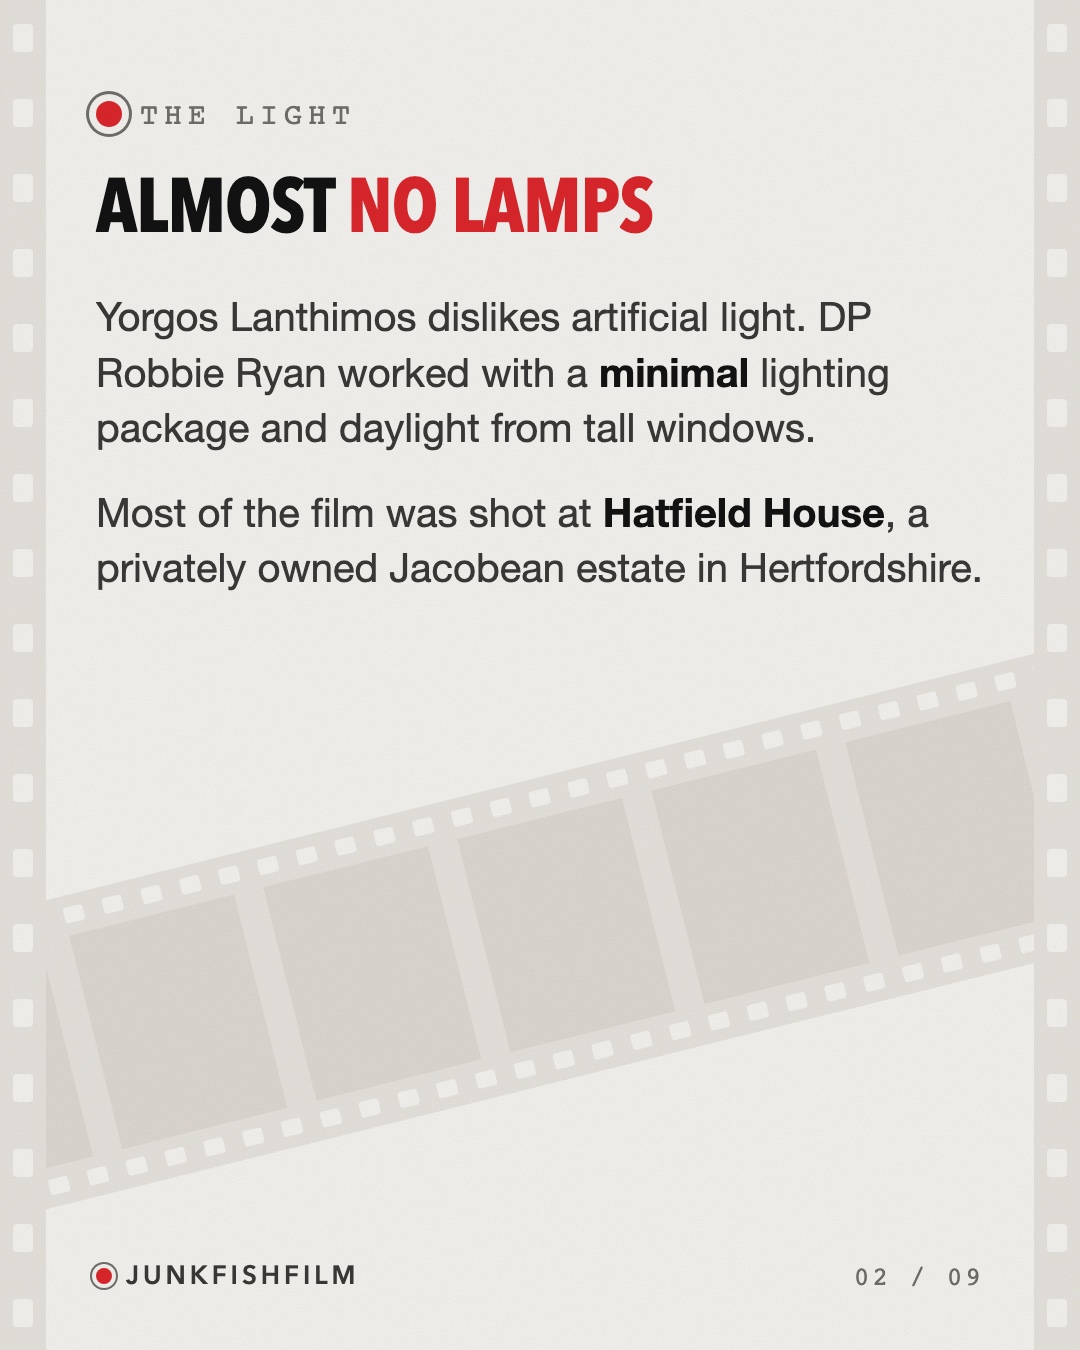 THE LIGHT
ALMOST NO LAMPS
Yorgos Lanthimos dislikes artificial light. DP
Robbie Ryan worked with a minimal lighting
package and daylight from tall windows.
Most of the film was shot at Hatfield House, a
privately owned Jacobean estate in Hertfordshire.
JUNKFISHFILM
02 / 09